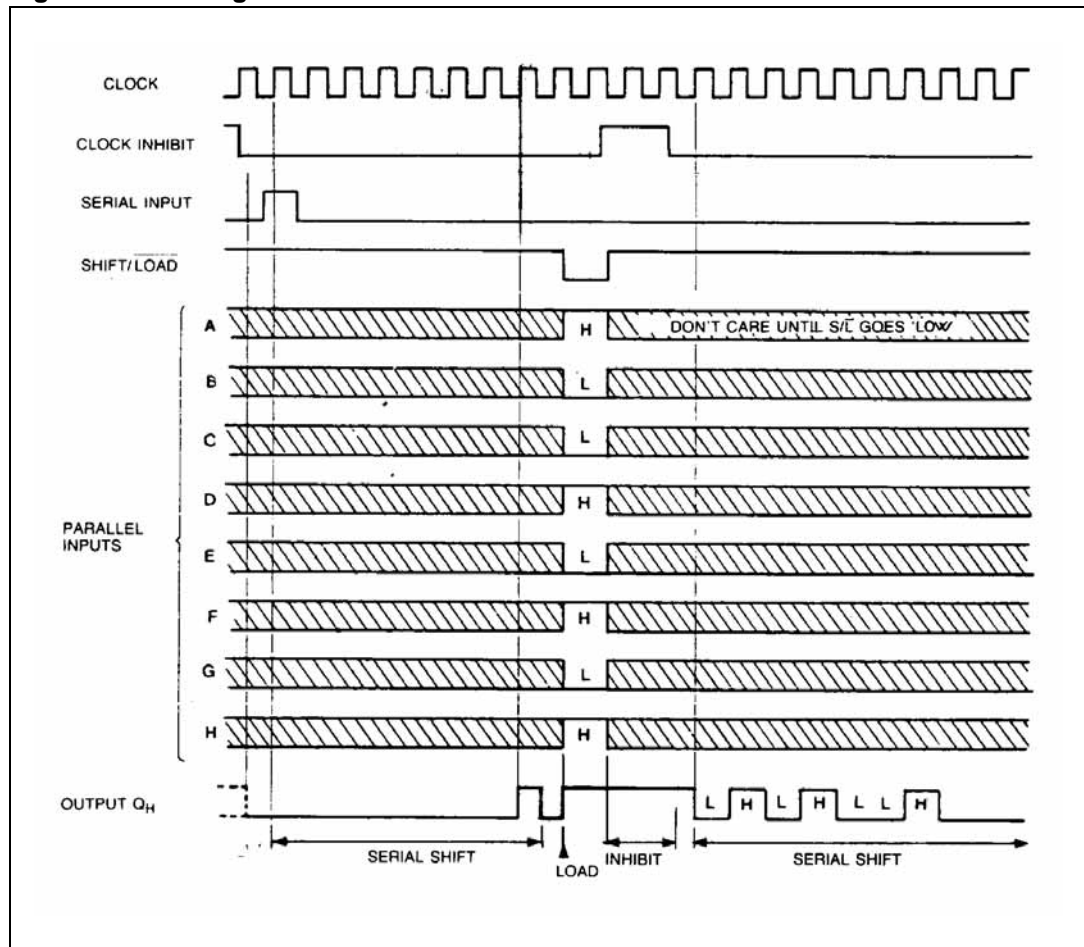 CLOCK
CLOCK INHIBIT
SERIAL INPUT
SHIFT/LOAD
A H DON'T CARE UNTIL S/L GOES LOW
B L
C L
D H
PARALLEL
INPUTS
E L
F H
G L
H H
OUTPUT QH L H L H L L H
SERIAL SHIFT LOAD INHIBIT SERIAL SHIFT